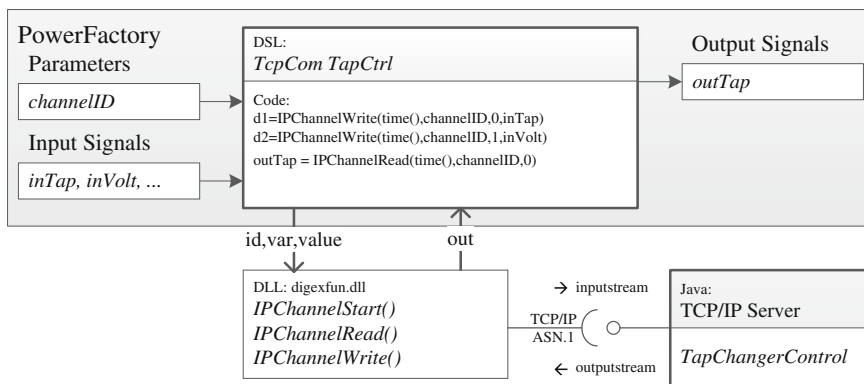 PowerFactory
Parameters
channelID
Input Signals
inTap, inVolt, ...
DSL:
TcpCom TapCtrl
Code:
d1=IPChannelWrite(time(),channelID,0,inTap)
d2=IPChannelWrite(time(),channelID,1,inVolt)
outTap = IPChannelRead(time(),channelID,0)
Output Signals
outTap
id,var,value
out
DLL: digexfun.dll
IPChannelStart()
IPChannelRead()
IPChannelWrite()
→ inputstream
TCP/IP
ASN.1
← outputstream
Java:
TCP/IP Server
TapChangerControl